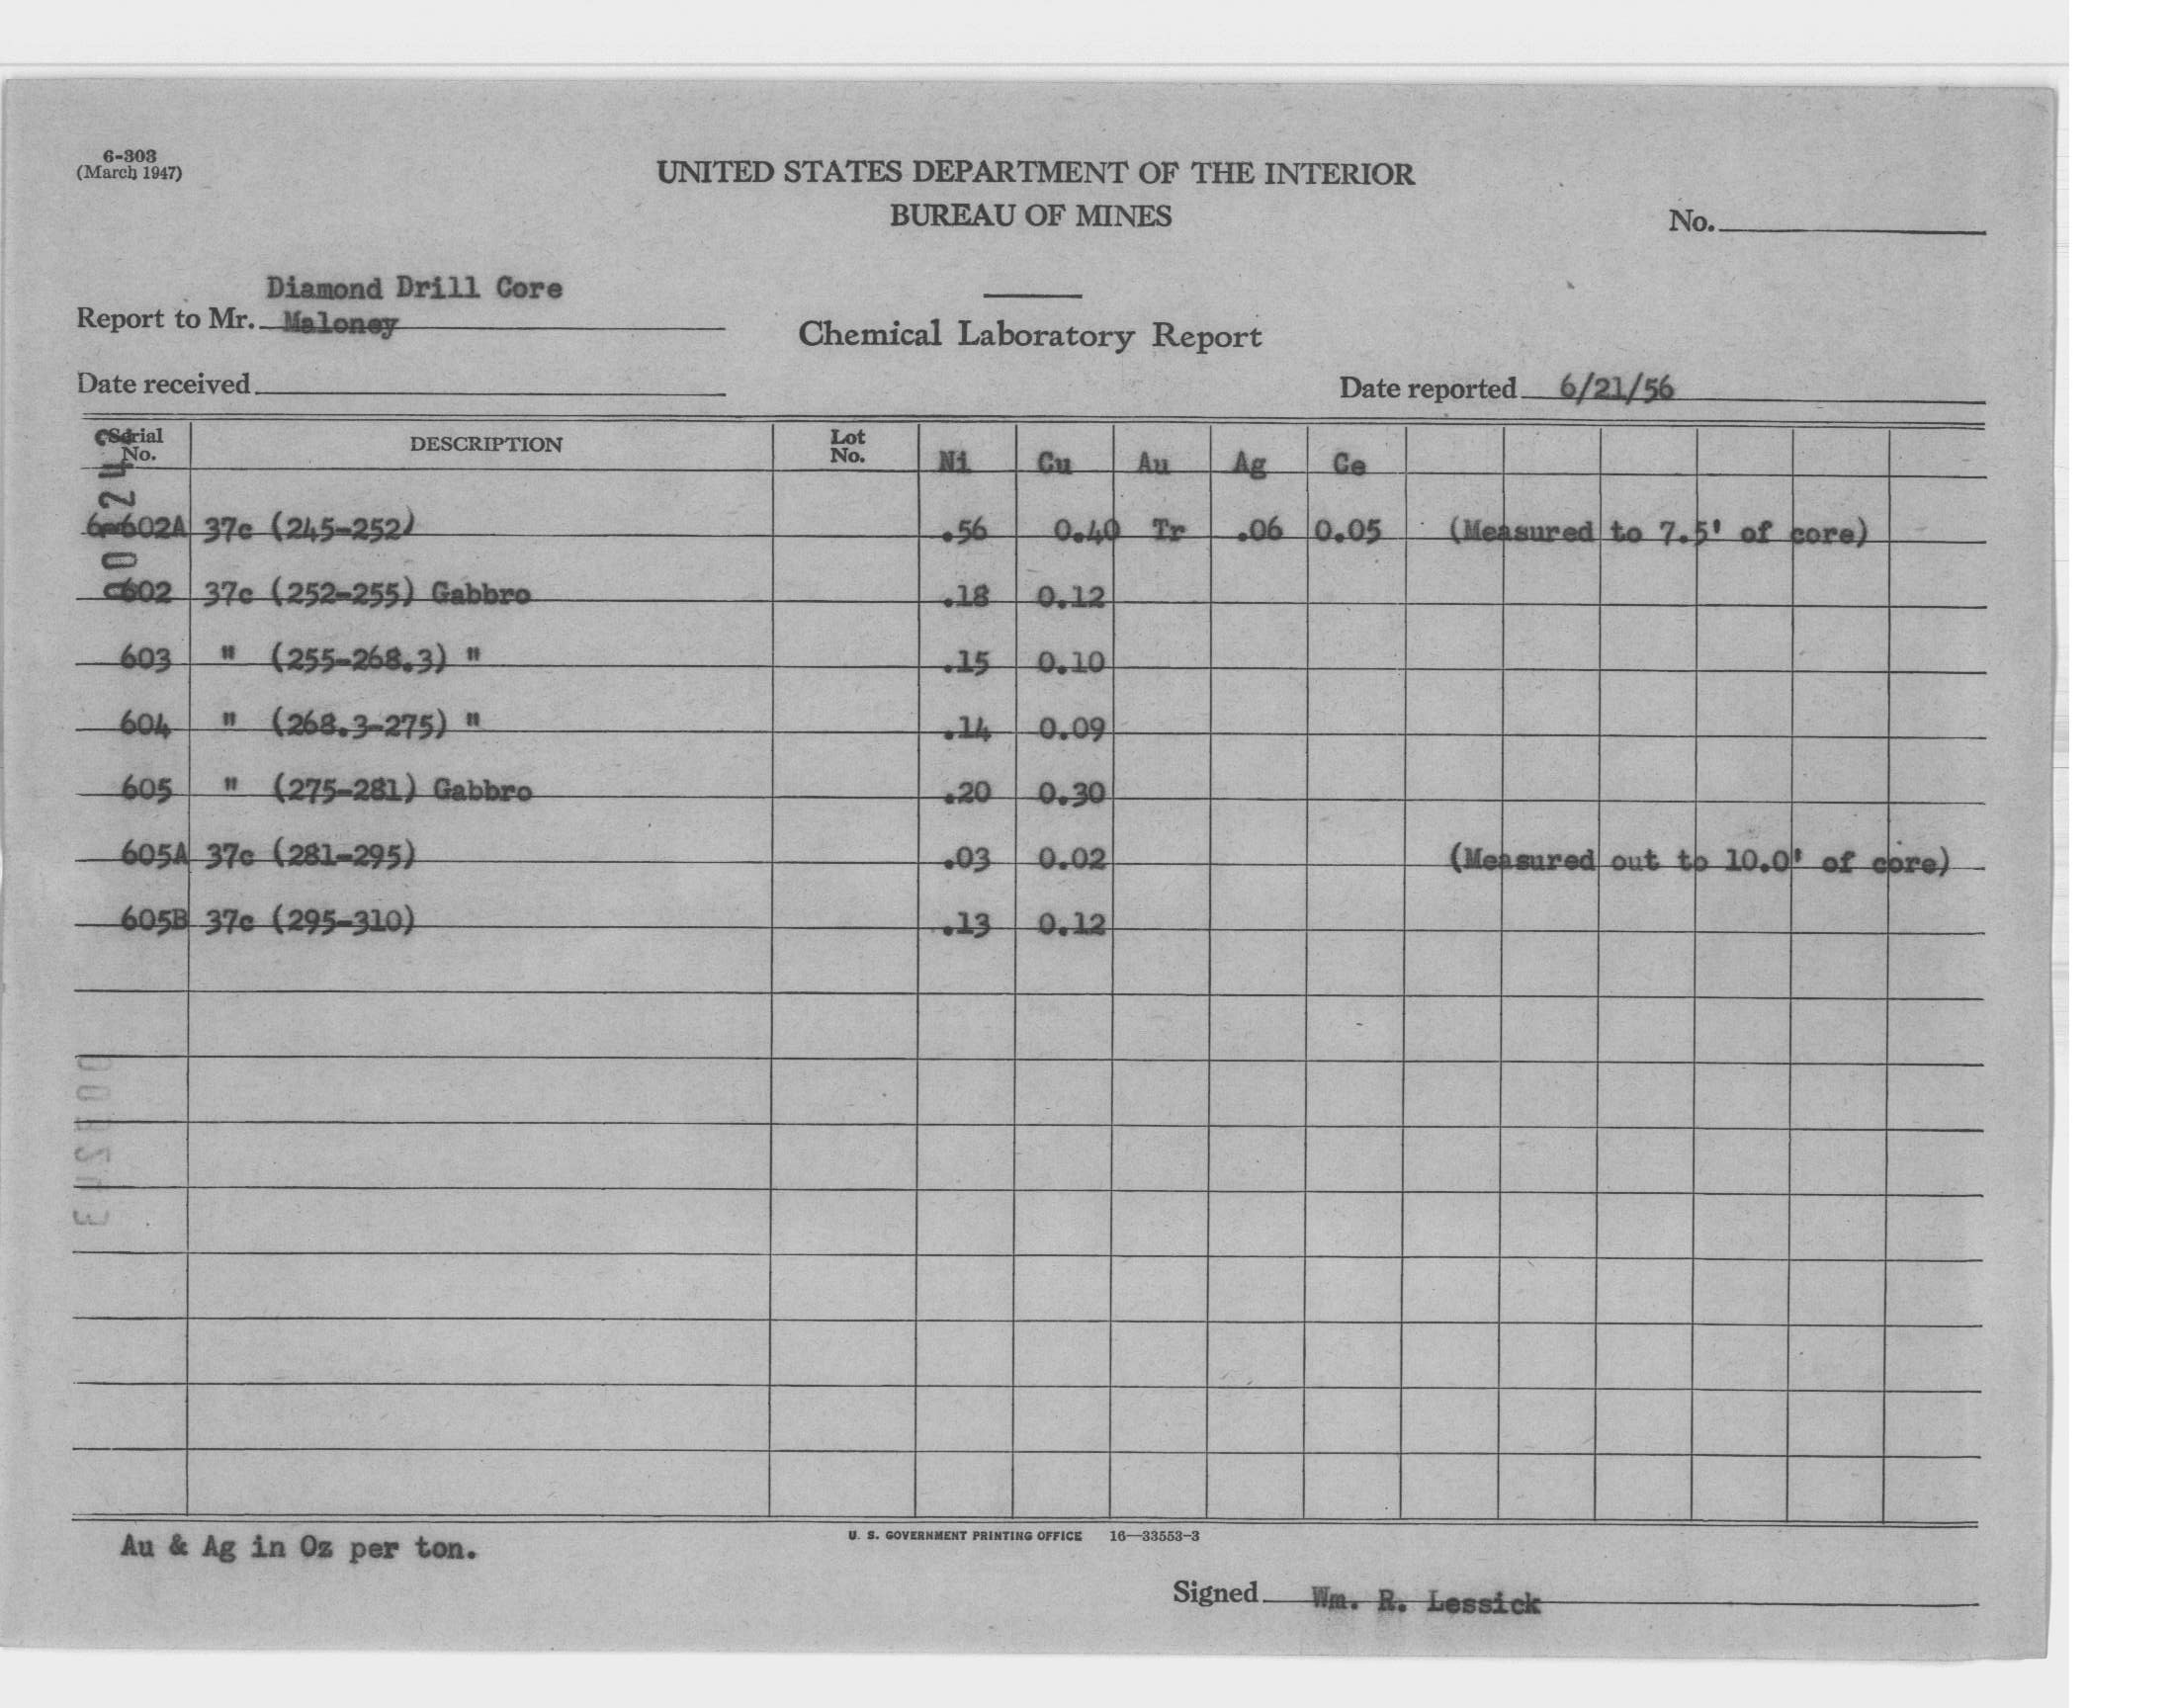 6-303
(March 1947)
UNITED STATES DEPARTMENT OF THE INTERIOR
BUREAU OF MINES
No.
Diamond Drill Core
Report to Mr. Maloney
Chemical Laboratory Report
Date received
Date reported 6/21/56
Serial No. DESCRIPTION Lot No. Ni Cu Au Ag Ce
6-602A 37c (245-252) .56 0.40 Tr .06 0.05 (Measured to 7.5' of core)
602 37c (252-255) Gabbro .18 0.12
603 " (255-268.3) " .15 0.10
604 " (268.3-275) " .14 0.09
605 " (275-281) Gabbro .20 0.30
605A 37c (281-295) .03 0.02 (Measured out to 10.0' of core)
605B 37c (295-310) .13 0.12
U. S. GOVERNMENT PRINTING OFFICE 16—33553-3
Au & Ag in Oz per ton.
Signed Wm. R. Lessick